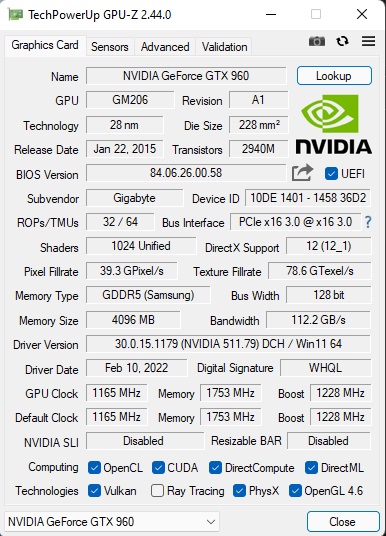 TechPowerUp GPU-Z 2.44.0
Graphics Card Sensors Advanced Validation
Name NVIDIA GeForce GTX 960 Lookup
GPU GM206 Revision A1
Technology 28 nm Die Size 228 mm²
Release Date Jan 22, 2015 Transistors 2940M
NVIDIA
BIOS Version 84.06.26.00.58 UEFI
Subvendor Gigabyte Device ID 10DE 1401 - 1458 36D2
ROPs/TMUs 32 / 64 Bus Interface PCIe x16 3.0 @ x16 3.0 ?
Shaders 1024 Unified DirectX Support 12 (12_1)
Pixel Fillrate 39.3 GPixel/s Texture Fillrate 78.6 GTexel/s
Memory Type GDDR5 (Samsung) Bus Width 128 bit
Memory Size 4096 MB Bandwidth 112.2 GB/s
Driver Version 30.0.15.1179 (NVIDIA 511.79) DCH / Win11 64
Driver Date Feb 10, 2022 Digital Signature WHQL
GPU Clock 1165 MHz Memory 1753 MHz Boost 1228 MHz
Default Clock 1165 MHz Memory 1753 MHz Boost 1228 MHz
NVIDIA SLI Disabled Resizable BAR Disabled
Computing OpenCL CUDA DirectCompute DirectML
Technologies Vulkan Ray Tracing PhysX OpenGL 4.6
NVIDIA GeForce GTX 960 Close